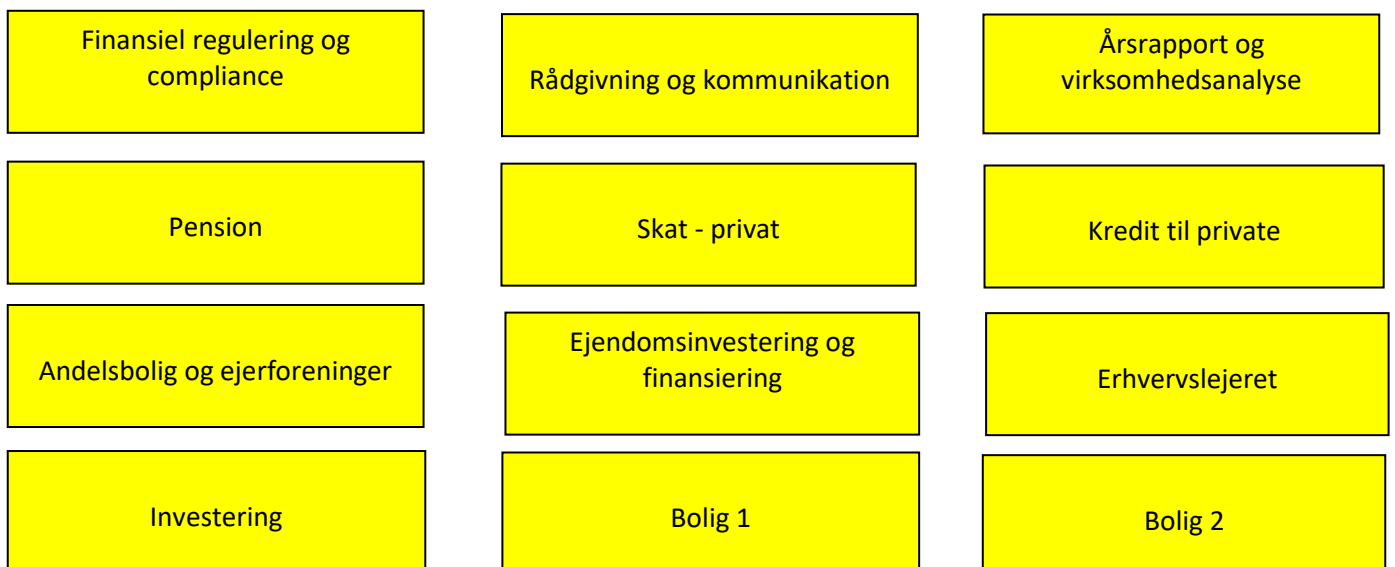 Finansiel regulering og
compliance
Rådgivning og kommunikation
Årsrapport og
virksomhedsanalyse
Pension
Skat - privat
Kredit til private
Andelsbolig og ejerforeninger
Ejendomsinvestering og
finansiering
Erhvervslejeret
Investering
Bolig 1
Bolig 2